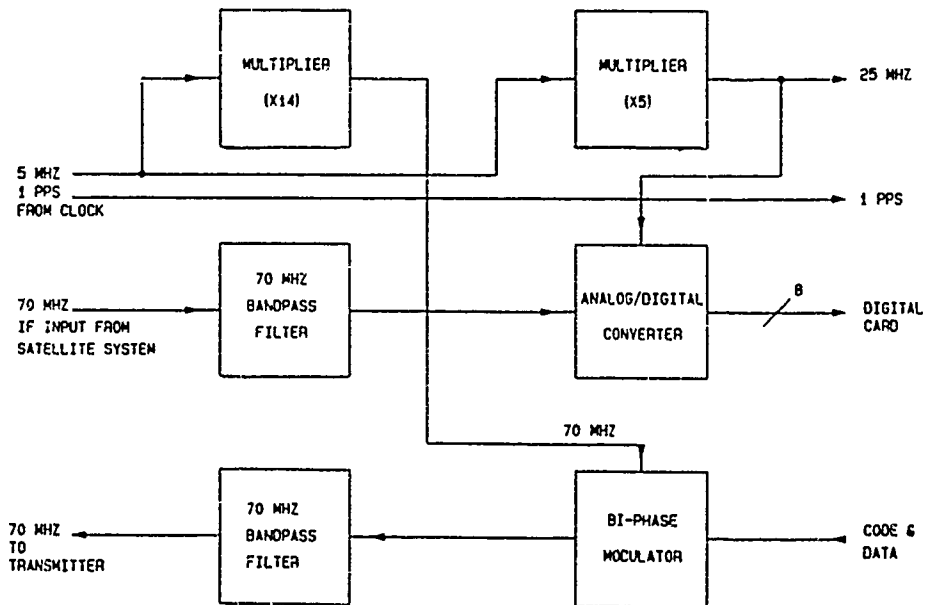 MULTIPLIER
(X14)
MULTIPLIER
(X5)
25 MHZ
5 MHZ
1 PPS
FROM CLOCK
1 PPS
70 MHZ
IF INPUT FROM
SATELLITE SYSTEM
70 MHZ
BANDPASS
FILTER
ANALOG/DIGITAL
CONVERTER
8
DIGITAL
CARD
70 MHZ
70 MHZ
TO
TRANSMITTER
70 MHZ
BANDPASS
FILTER
BI-PHASE
MODULATOR
CODE &
DATA